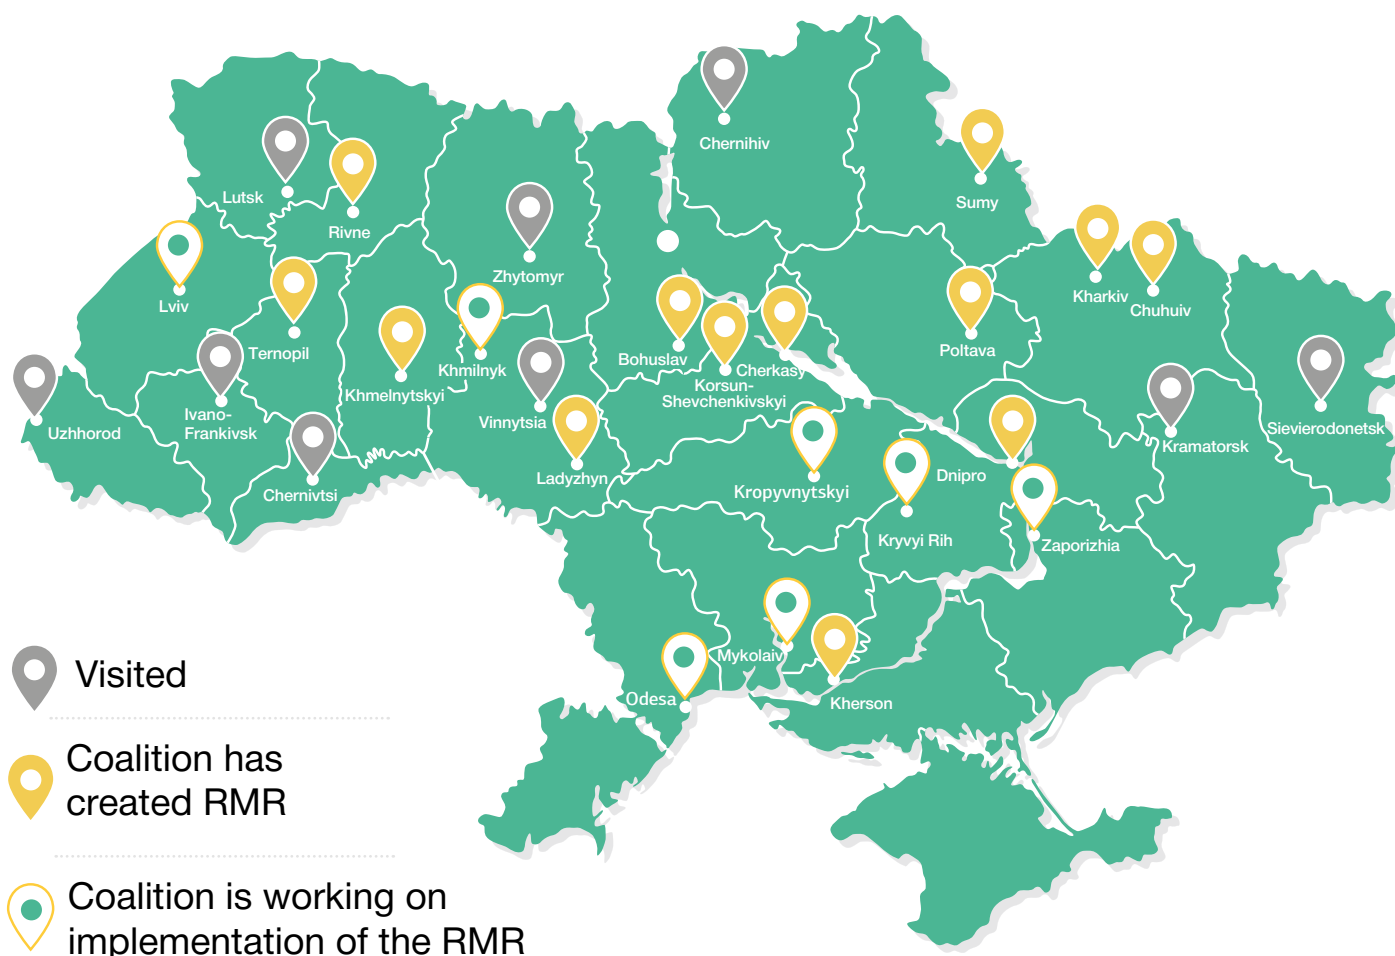 Chernihiv
Lutsk
Sumy
Rivne
Zhytomyr
Lviv
Kharkiv
Chuhuiv
Ternopil
Khmilnyk
Bohuslav
Cherkasy
Poltava
Khmelnytskyi
Korsun-
Shevchenkivskyi
Ivano-
Frankivsk
Vinnytsia
Uzhhorod
Kramatorsk
Sievierodonetsk
Chernivtsi
Ladyzhyn
Kropyvnytskyi
Dnipro
Kryvyi Rih
Zaporizhia
Mykolaiv
Odesa
Kherson
Visited
Coalition has
created RMR
Coalition is working on
implementation of the RMR